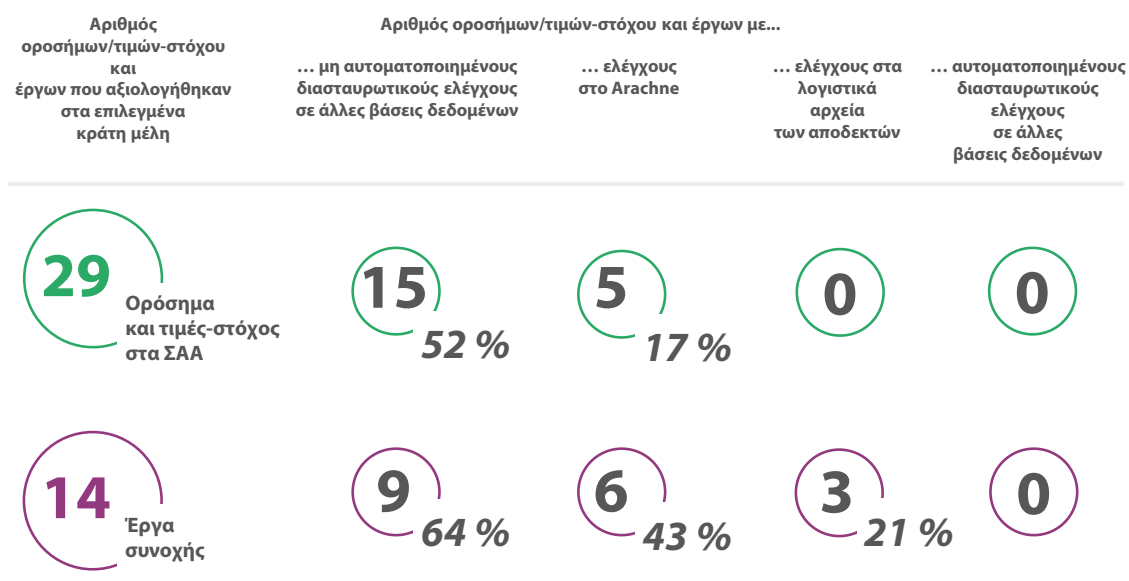 Αριθμός
οροσήμων/τιμών-στόχου
και
έργων που αξιολογήθηκαν
στα επιλεγμένα
κράτη μέλη
Αριθμός οροσήμων/τιμών-στόχου και έργων με...
… μη αυτοματοποιημένους
διασταυρωτικούς ελέγχους
σε άλλες βάσεις δεδομένων
… ελέγχους
στο Arachne
… ελέγχους στα
λογιστικά
αρχεία
των αποδεκτών
… αυτοματοποιημένους
διασταυρωτικούς
ελέγχους
σε άλλες
βάσεις δεδομένων
29
Ορόσημα
και τιμές-στόχος
στα ΣΑΑ
15
52 %
5
17 %
0
0
14
Έργα
συνοχής
9
64 %
6
43 %
3
21 %
0